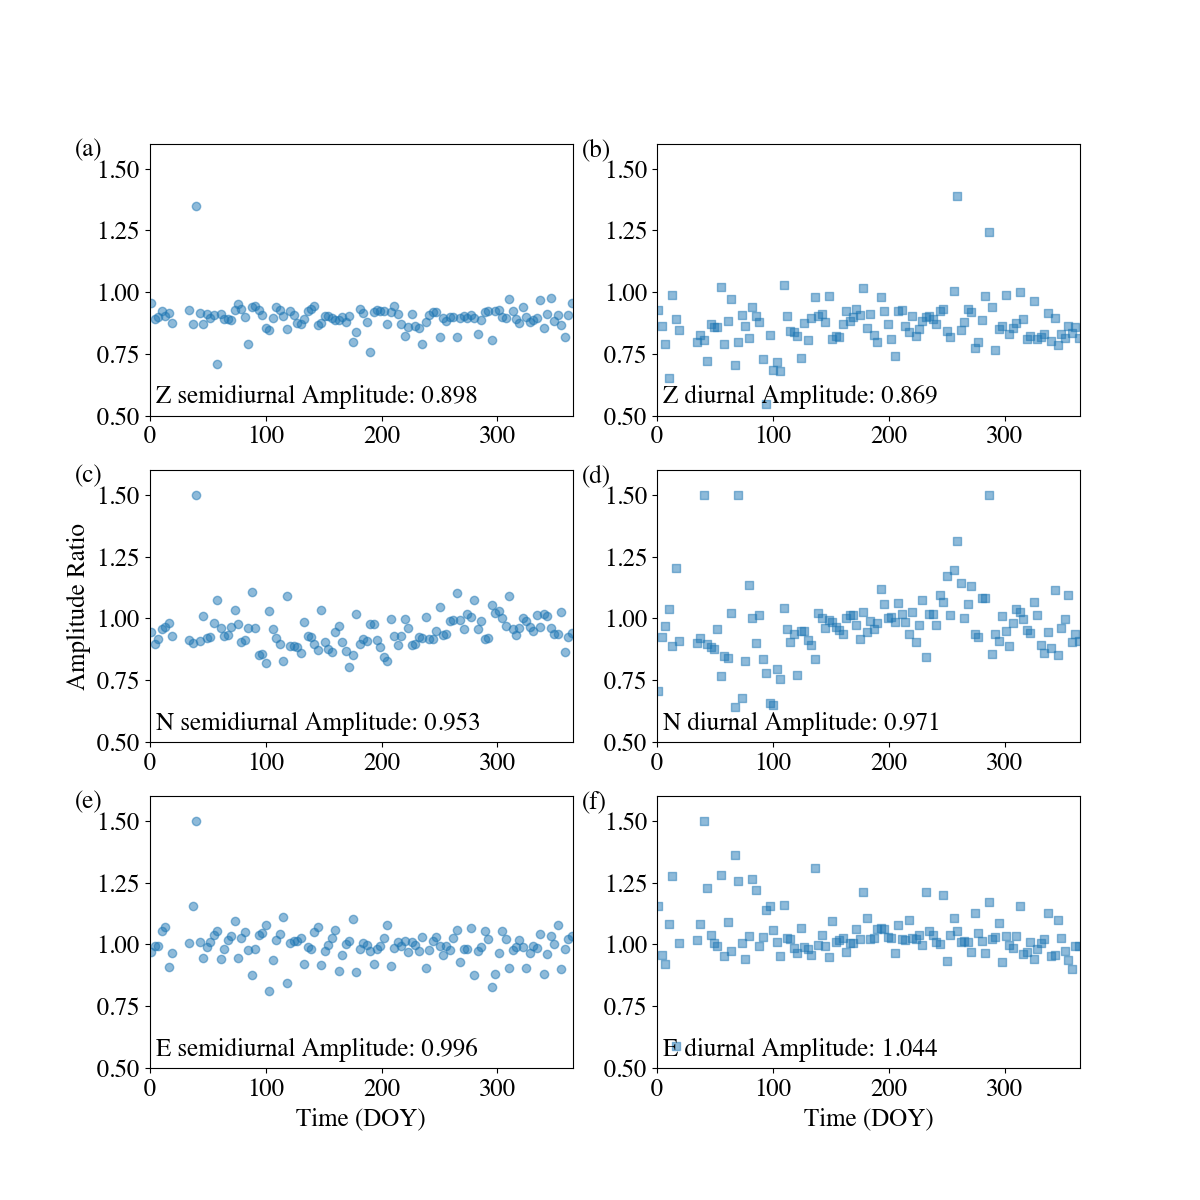 (a)
1.50
1.25
1.00
0.75
0.50
Z semidiurnal Amplitude: 0.898
0 100 200 300
(b)
1.50
1.25
1.00
0.75
0.50
Z diurnal Amplitude: 0.869
0 100 200 300
Amplitude Ratio
(c)
1.50
1.25
1.00
0.75
0.50
N semidiurnal Amplitude: 0.953
0 100 200 300
(d)
1.50
1.25
1.00
0.75
0.50
N diurnal Amplitude: 0.971
0 100 200 300
(e)
1.50
1.25
1.00
0.75
0.50
E semidiurnal Amplitude: 0.996
0 100 200 300
Time (DOY)
(f)
1.50
1.25
1.00
0.75
0.50
E diurnal Amplitude: 1.044
0 100 200 300
Time (DOY)